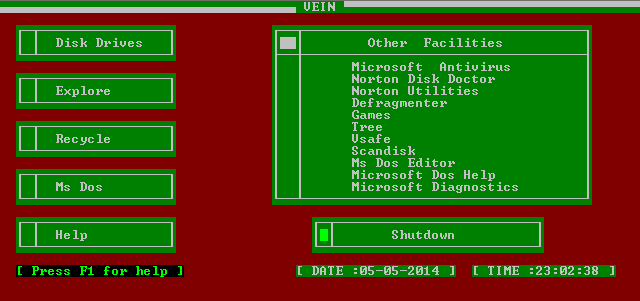 VEIN
Disk Drives
Explore
Recycle
Ms Dos
Help
[ Press F1 for help ]
Other Facilities
Microsoft Antivirus
Norton Disk Doctor
Norton Utilities
Defragmenter
Games
Tree
Vsafe
Scandisk
Ms Dos Editor
Microsoft Dos Help
Microsoft Diagnostics
Shutdown
[ DATE :05-05-2014 ] [ TIME :23:02:38 ]